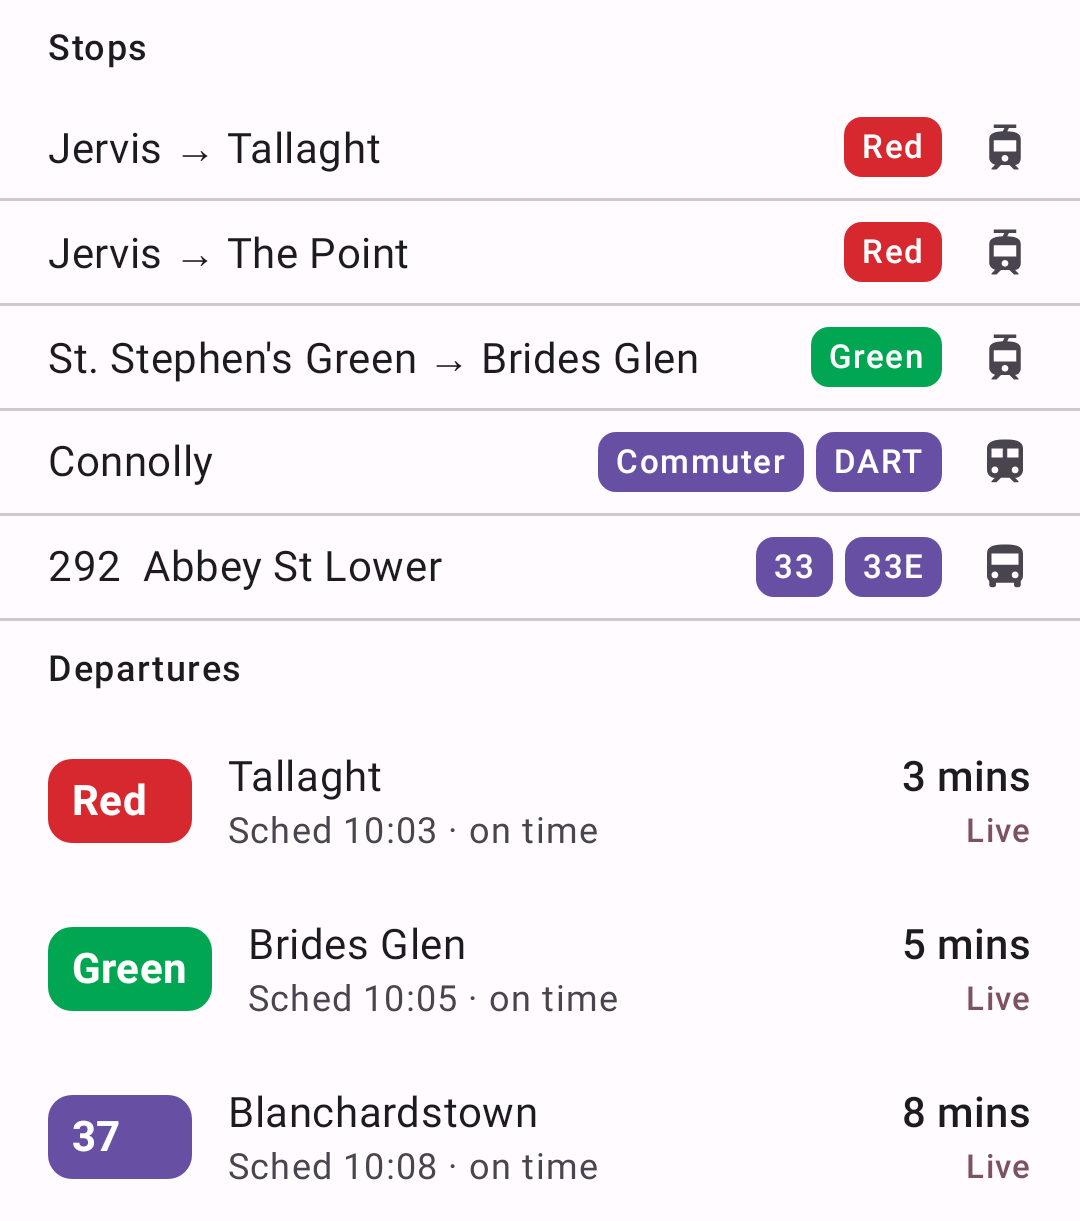 Stops
Jervis → Tallaght Red
Jervis → The Point Red
St. Stephen's Green → Brides Glen Green
Connolly Commuter DART
292 Abbey St Lower 33 33E
Departures
Red Tallaght 3 mins
Sched 10:03 · on time Live
Green Brides Glen 5 mins
Sched 10:05 · on time Live
37 Blanchardstown 8 mins
Sched 10:08 · on time Live